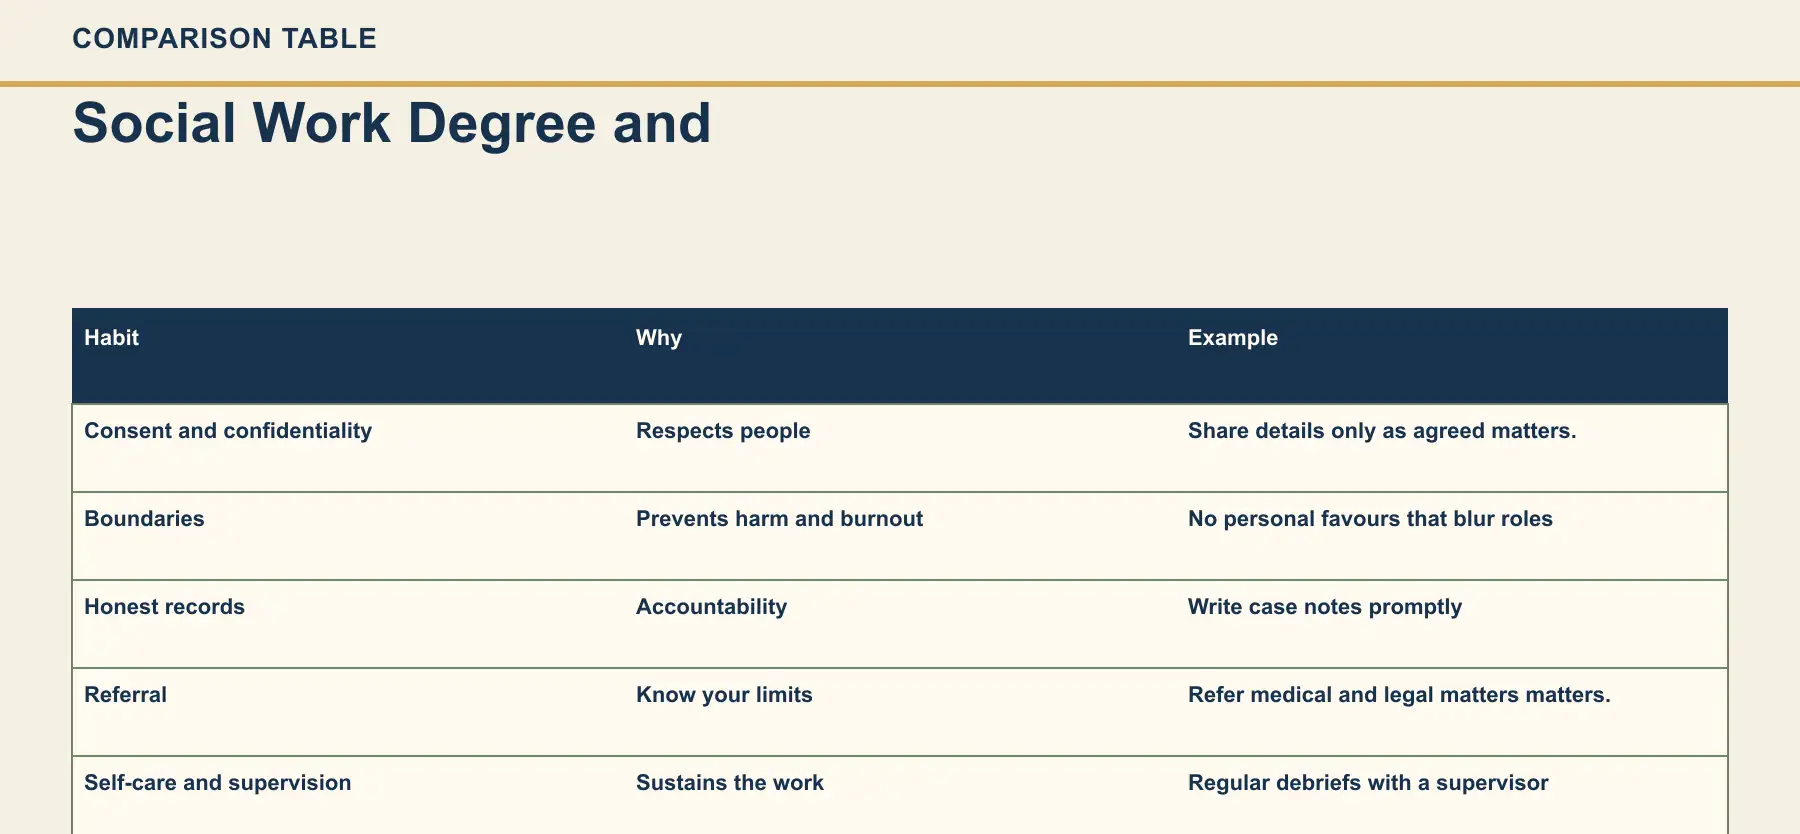 COMPARISON TABLE
Social Work Degree and
Habit Why Example
Consent and confidentiality Respects people Share details only as agreed matters.
Boundaries Prevents harm and burnout No personal favours that blur roles
Honest records Accountability Write case notes promptly
Referral Know your limits Refer medical and legal matters matters.
Self-care and supervision Sustains the work Regular debriefs with a supervisor